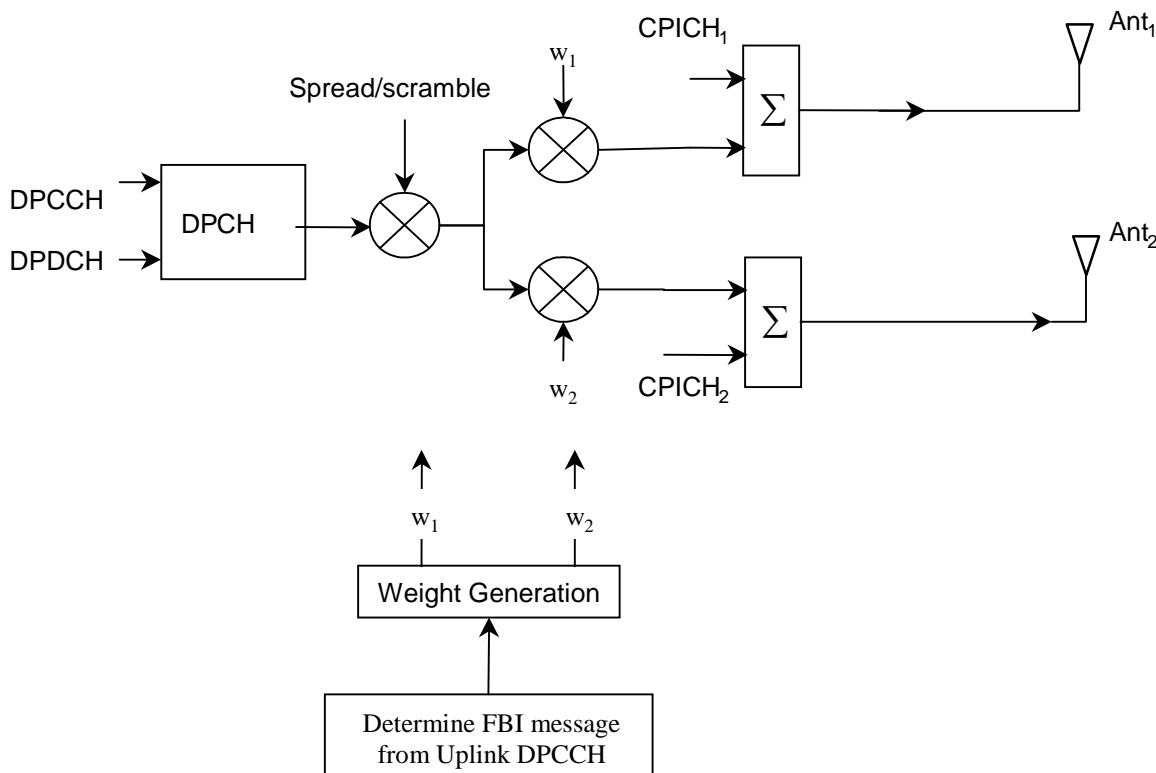 CPICH₁
Ant₁
w₁
Spread/scramble
Σ
DPCCH
DPCH
DPDCH
Ant₂
Σ
w₂
CPICH₂
w₁
w₂
Weight Generation
Determine FBI message
from Uplink DPCCH